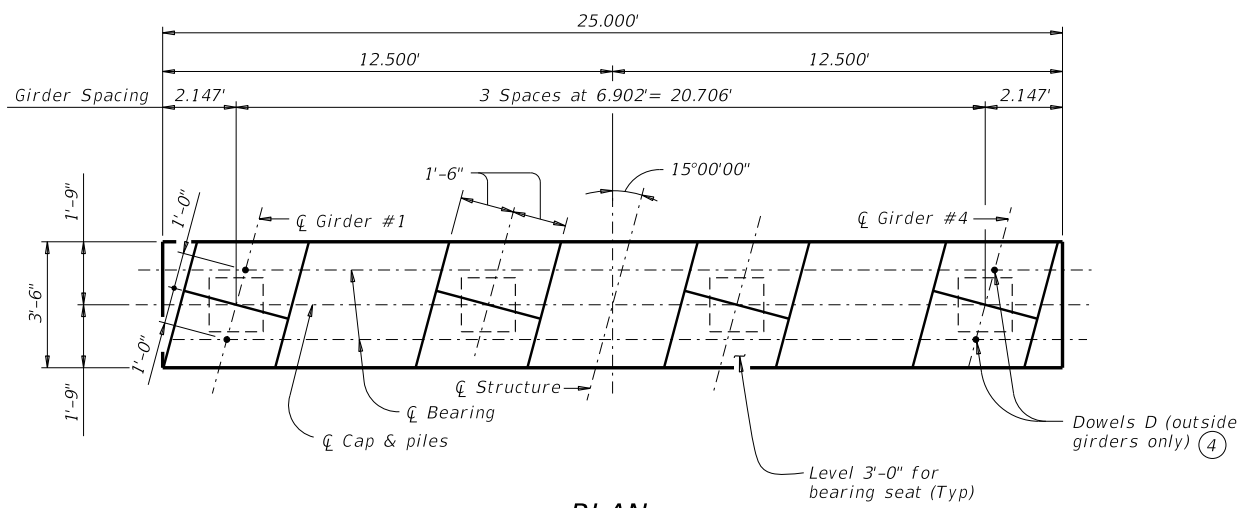 25.000'
12.500'
12.500'
Girder Spacing
2.147'
3 Spaces at 6.902'= 20.706'
2.147'
1'-6"
15°00'00"
1'-9"
1'-0"
℄ Girder #1
℄ Girder #4
3'-6"
1'-0"
1'-9"
℄ Structure
℄ Bearing
℄ Cap & piles
Dowels D (outside
girders only) 4
Level 3'-0" for
bearing seat (Typ)